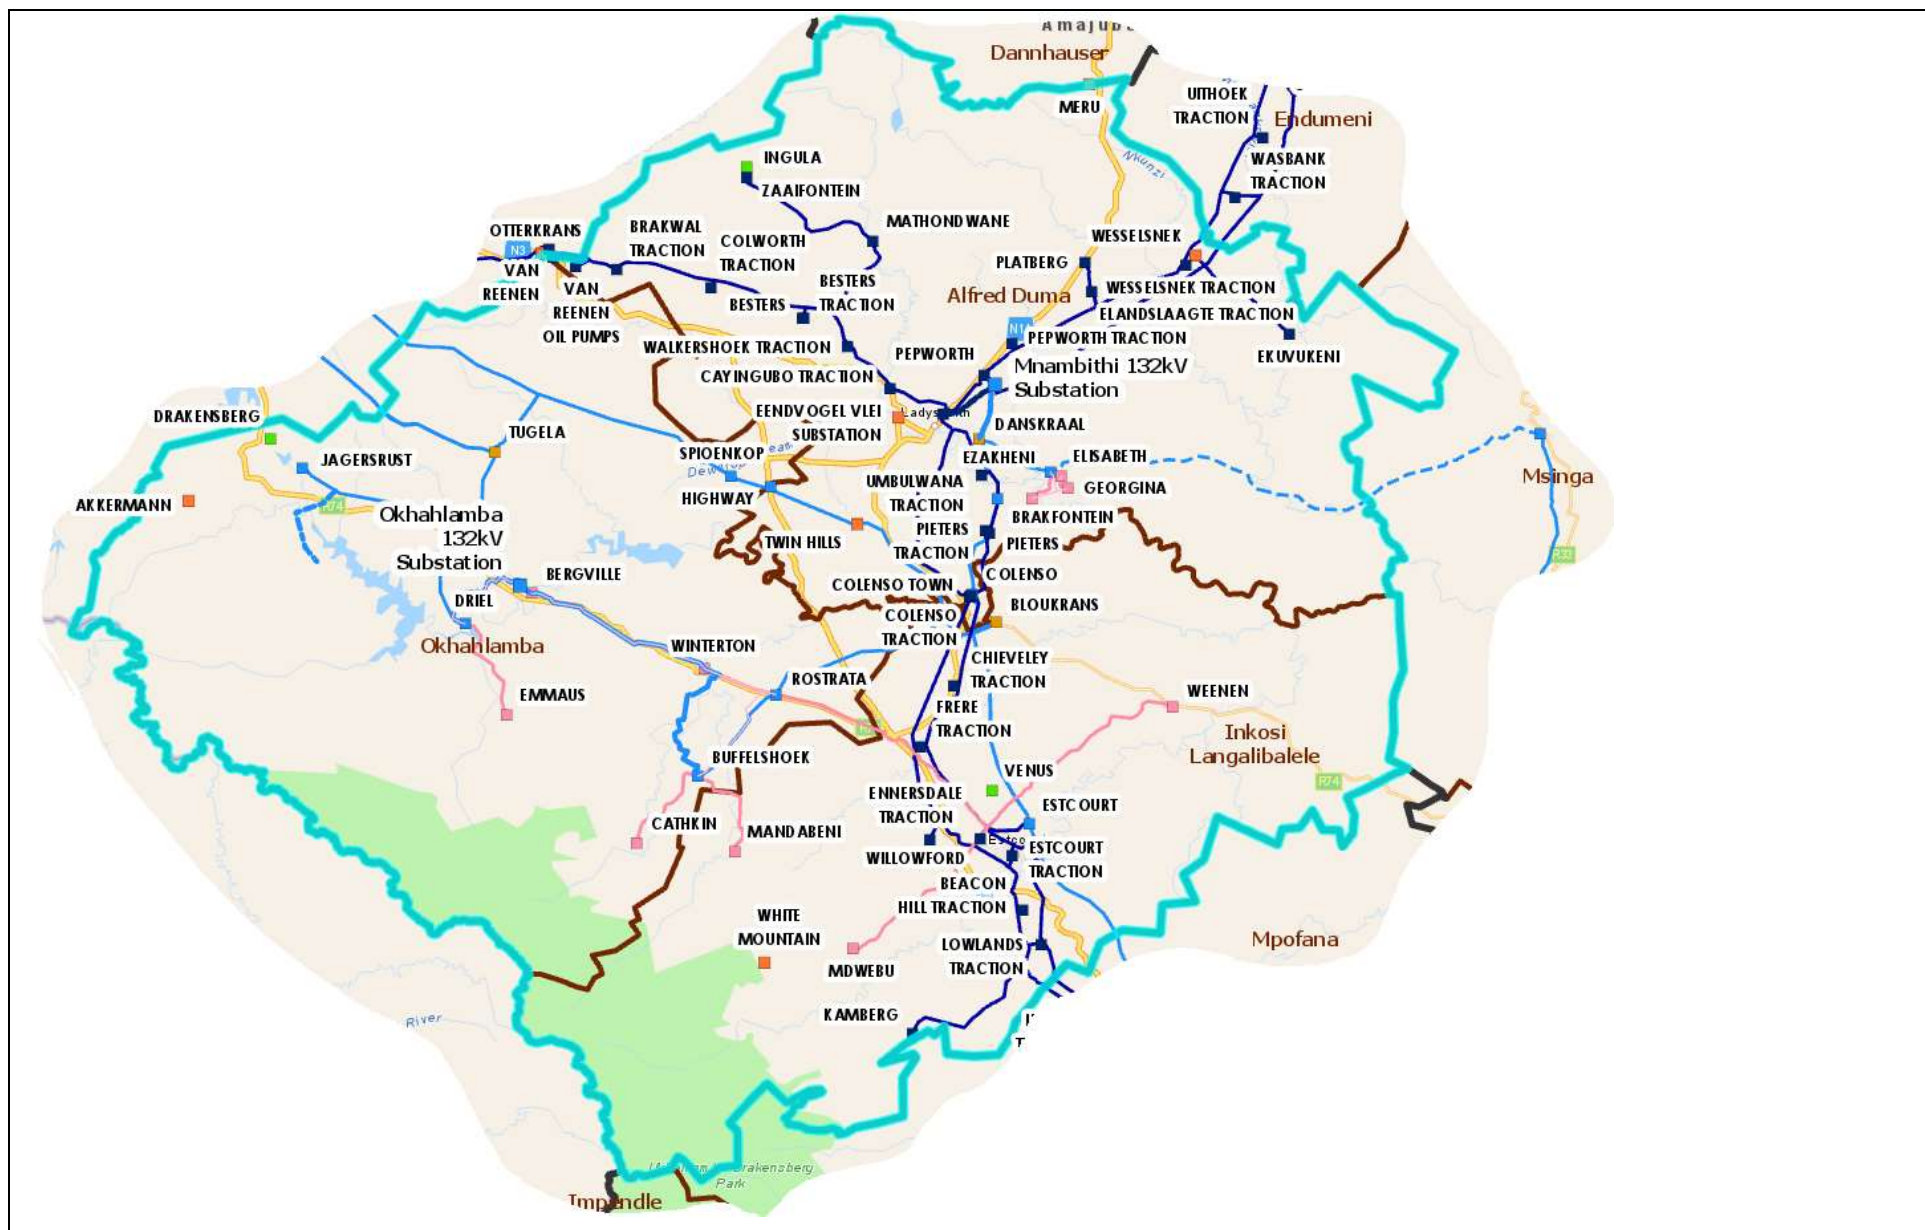 Dannhauser
MERU
UITHOEK
TRACTION
Endumeni
WASBANK
TRACTION
Nkunzi
INGULA
ZAAIFONTEIN
MATHONDWANE
OTTERKRANS
N3
BRAKWAL
TRACTION
COLWORTH
TRACTION
WESSELSNEK
PLATBERG
VAN
REENEN
VAN
REENEN
OIL PUMPS
BESTERS
TRACTION
BESTERS
Alfred Duma
WESSELSNEK TRACTION
ELANDSLAAGTE TRACTION
PEPWORTH TRACTION
EKUVUKENI
WALKERSHOEK TRACTION
PEPWORTH
Mnambithi 132kV
Substation
CAYINGUBO TRACTION
EENDVOGEL VLEI
SUBSTATION
DANSKRAAL
DRAKENSBERG
TUGELA
JAGERSRUST
SPIOENKOP
EZAKHENI
ELISABETH
Msinga
AKKERMANN
R74
HIGHWAY
UMBULWANA
TRACTION
GEORGINA
BRAKFONTEIN
Okhahlamba
132kV
Substation
TWIN HILLS
PIETERS
TRACTION
PIETERS
R33
BERGVILLE
COLENSO TOWN
COLENSO
DRIEL
COLENSO
TRACTION
BLOUKRANS
Okhahlamba
WINTERTON
CHIEVELEY
TRACTION
ROSTRATA
EMMAUS
WEENEN
FRERE
TRACTION
Inkosi
Langalibalele
BUFFELSHOEK
VENUS
R74
ENNERSDALE
TRACTION
ESTCOURT
CATHKIN
MANDABENI
WILLOWFORD
ESTCOURT
TRACTION
BEACON
HILL TRACTION
WHITE
MOUNTAIN
LOWLANDS
TRACTION
Mpofana
MDWEBU
KAMBERG
River
Drakensberg
Park
Impendle